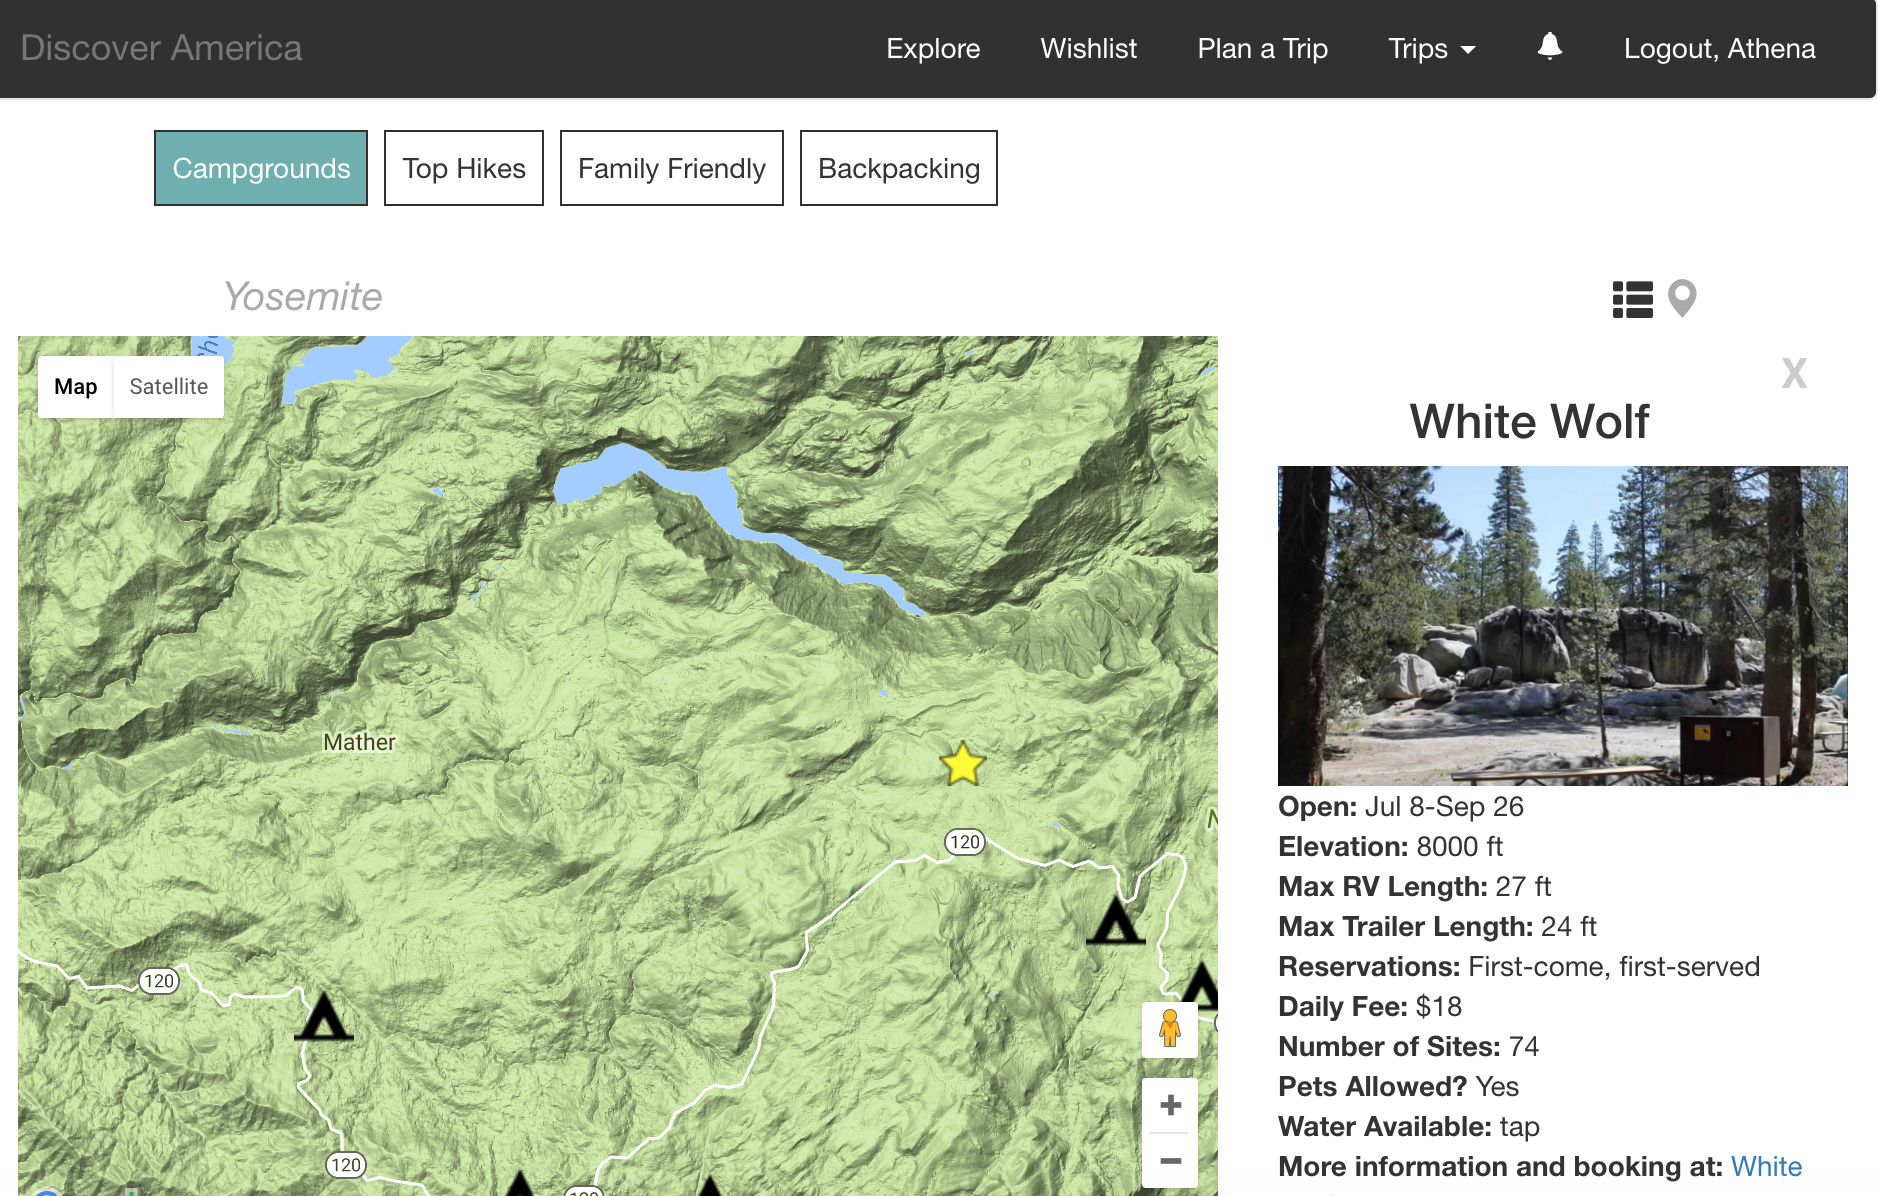 Discover America
Explore
Wishlist
Plan a Trip
Trips
Logout, Athena
Campgrounds
Top Hikes
Family Friendly
Backpacking
Yosemite
Map
Satellite
X
White Wolf
Mather
120
120
120
Open: Jul 8-Sep 26
Elevation: 8000 ft
Max RV Length: 27 ft
Max Trailer Length: 24 ft
Reservations: First-come, first-served
Daily Fee: $18
Number of Sites: 74
Pets Allowed? Yes
Water Available: tap
More information and booking at: White